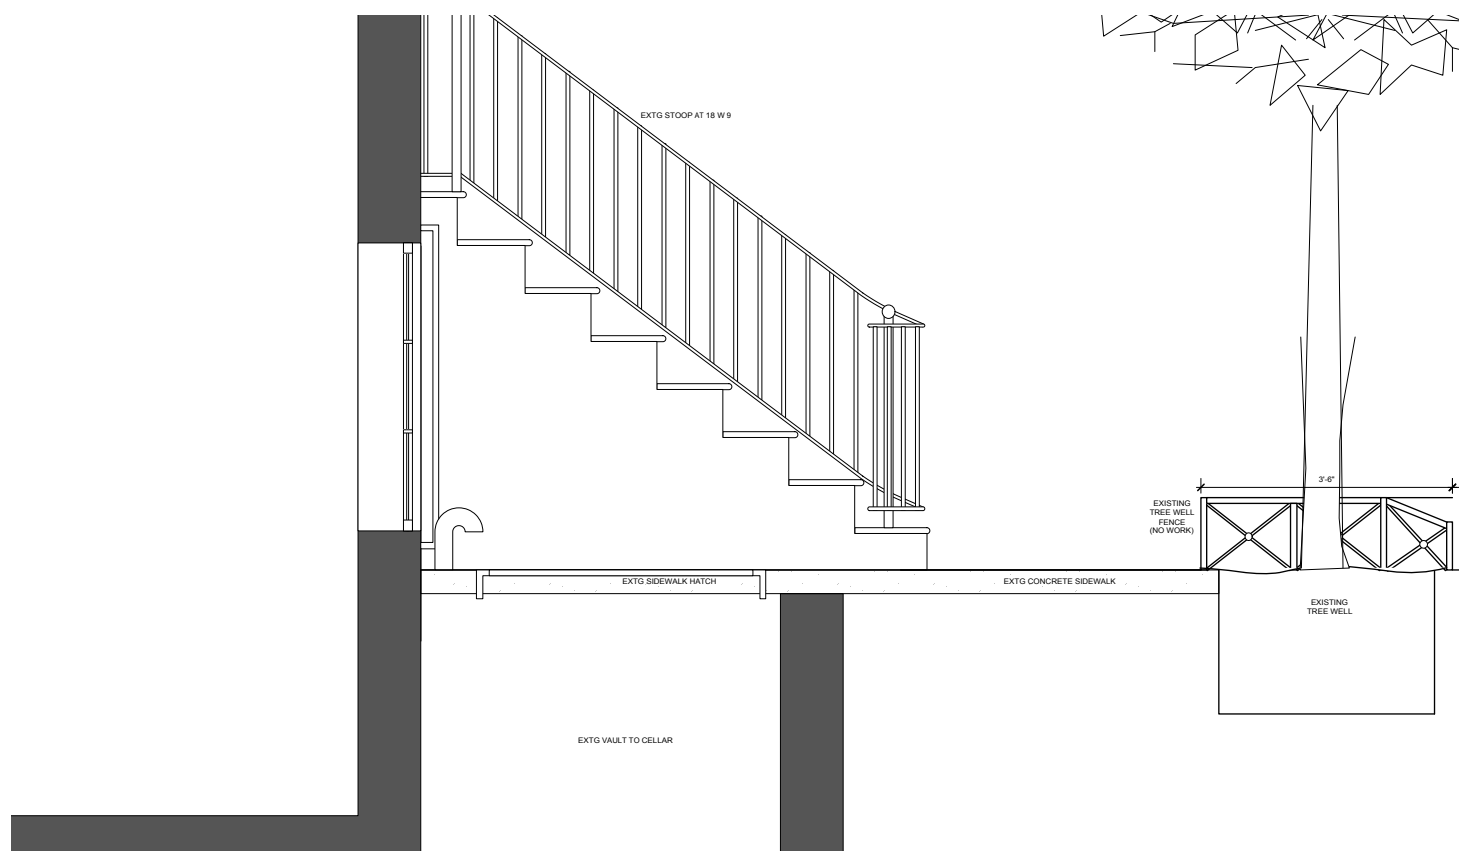 EXTG STOOP AT 18 W 9
3'-6"
EXISTING
TREE WELL
FENCE
(NO WORK)
EXTG SIDEWALK HATCH
EXTG CONCRETE SIDEWALK
EXISTING
TREE WELL
EXTG VAULT TO CELLAR